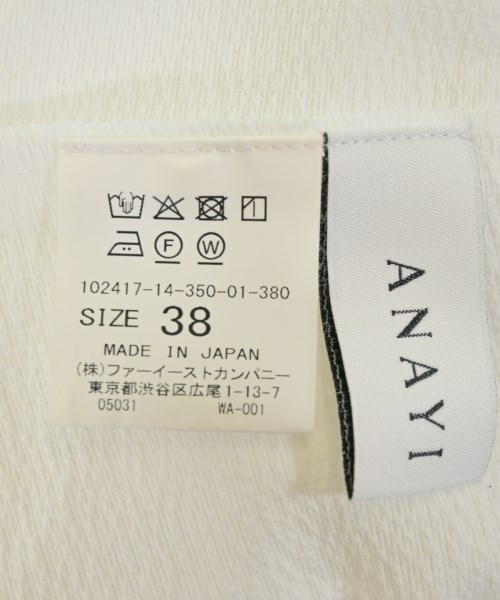 F W
102417-14-350-01-380
SIZE 38
MADE IN JAPAN
(株)ファーイーストカンパニー
東京都渋谷区広尾1-13-7
05031 WA-001
ANAYI